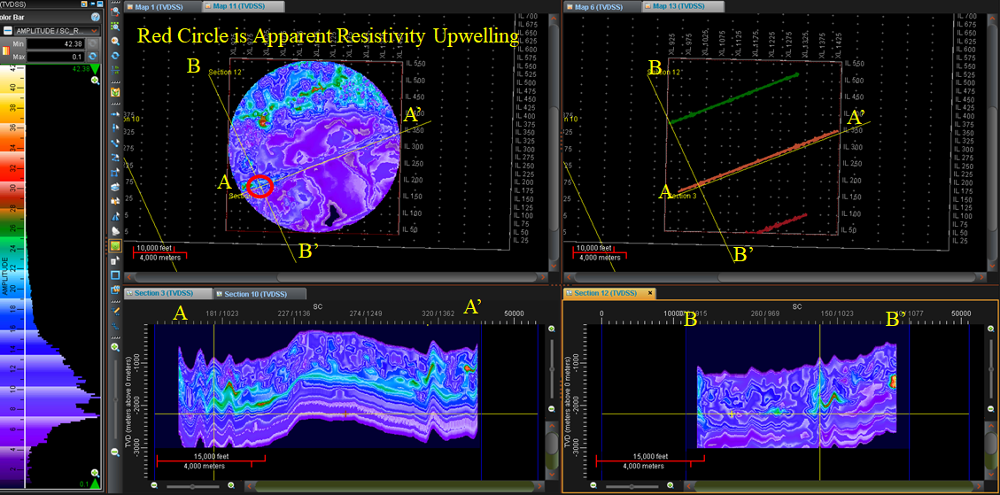 (TVDSS)
olor Bar
AMPLITUDE / SC_R...
Min 42.38
Max 0.1
42.38
AMPLITUDE
0.1
Map 1 (TVDSS)
Map 11 (TVDSS)
Red Circle is Apparent Resistivity Upwelling
B
Section 12
A'
A
B'
IL 700
IL 675
IL 650
IL 625
IL 600
IL 575
IL 550
IL 525
IL 500
IL 475
IL 450
IL 425
IL 400
IL 375
IL 350
IL 325
IL 300
IL 275
IL 250
IL 225
IL 200
IL 175
IL 150
IL 125
IL 100
IL 75
IL 50
IL 25
10,000 feet
4,000 meters
Map 6 (TVDSS)
Map 13 (TVDSS)
XL 925
XL 975
XL 1025
XL 1075
XL 1125
XL 1175
XL 1225
XL 1275
XL 1325
XL 1375
XL 1425
B
Section 12
on 10
A'
A
Section 3
B'
10,000 feet
4,000 meters
Section 3 (TVDSS)
Section 10 (TVDSS)
SC
A
181 / 1023
227 / 1136
274 / 1249
320 / 1362
A'
50000
TVD (meters above 0 meters)
-1000
-2000
-3000
15,000 feet
4,000 meters
Section 12 (TVDSS)
SC
0
10000
B
915
260 / 969
150 / 1023
B'
1077
50000
TVD (meters above 0 meters)
-1000
-2000
-3000
15,000 feet
4,000 meters